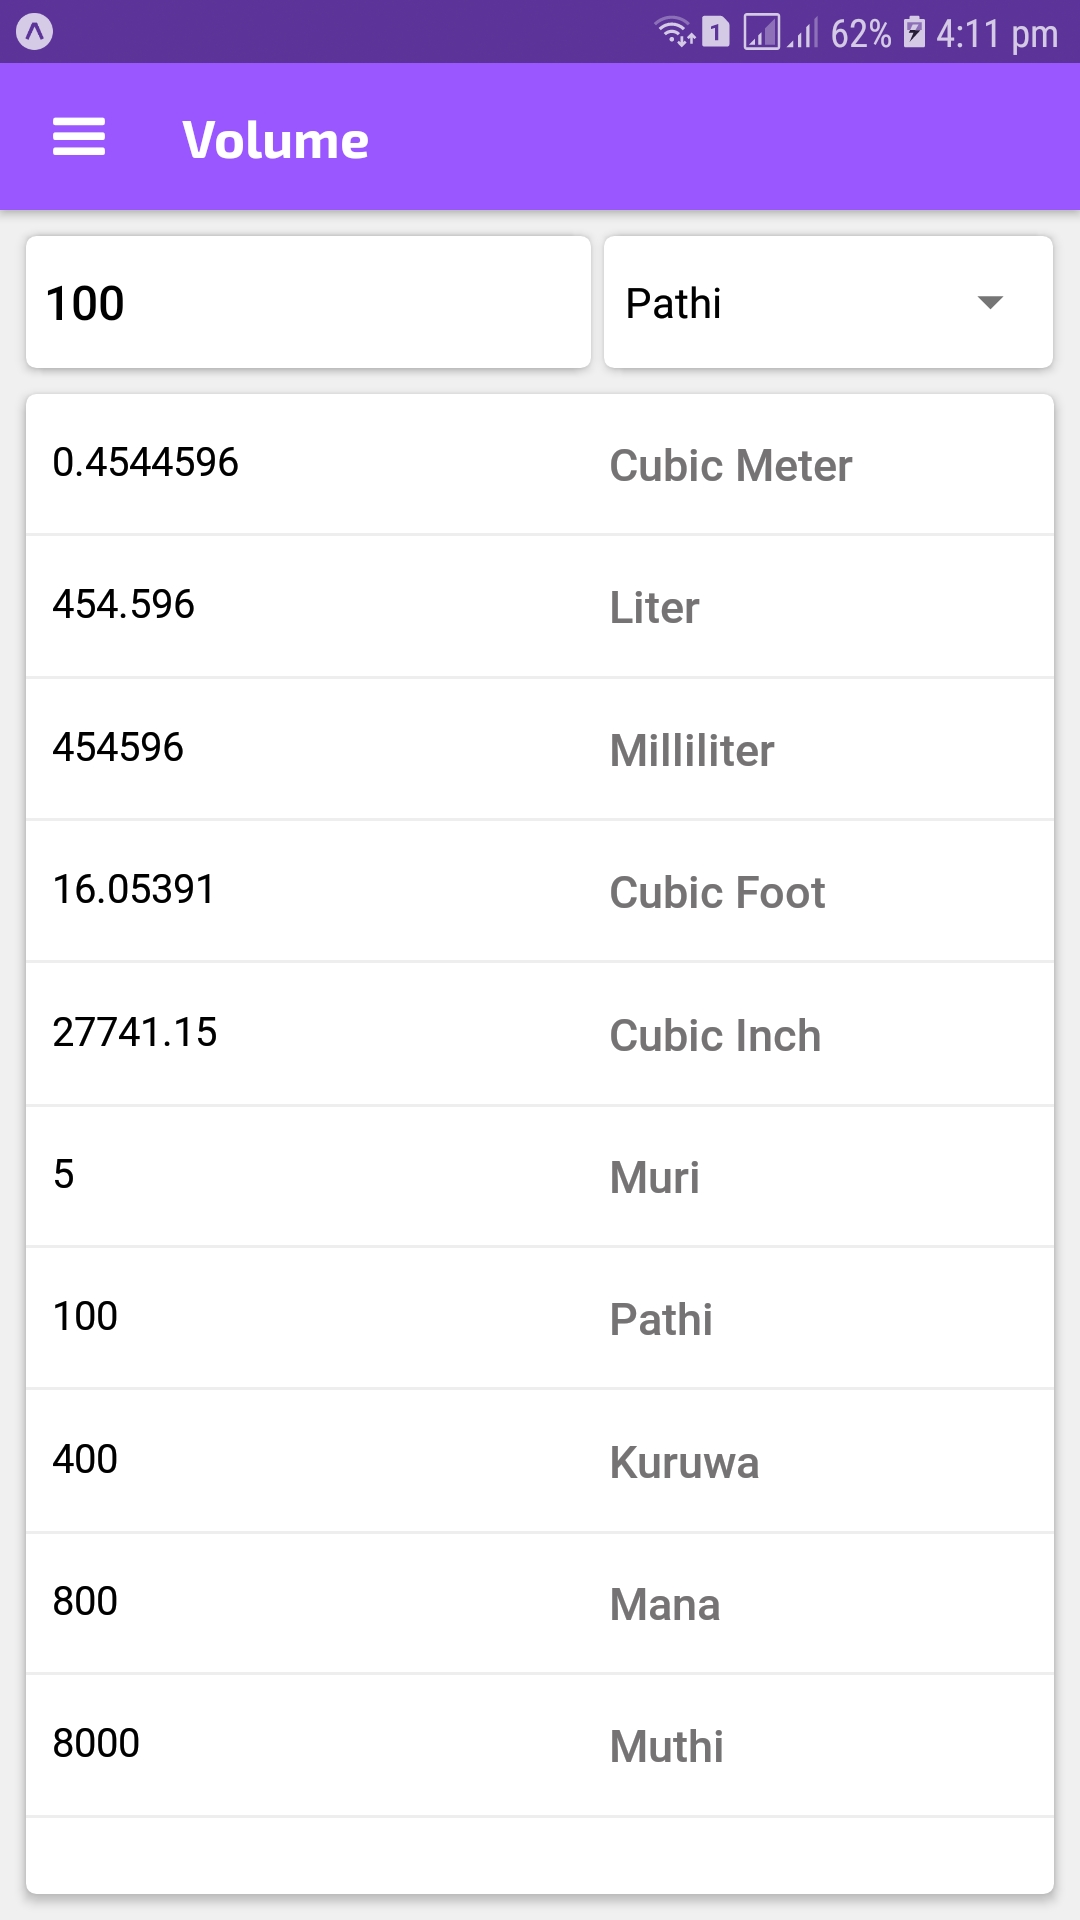 1 62% 4:11 pm
Volume
100 Pathi
0.4544596 Cubic Meter
454.596 Liter
454596 Milliliter
16.05391 Cubic Foot
27741.15 Cubic Inch
5 Muri
100 Pathi
400 Kuruwa
800 Mana
8000 Muthi